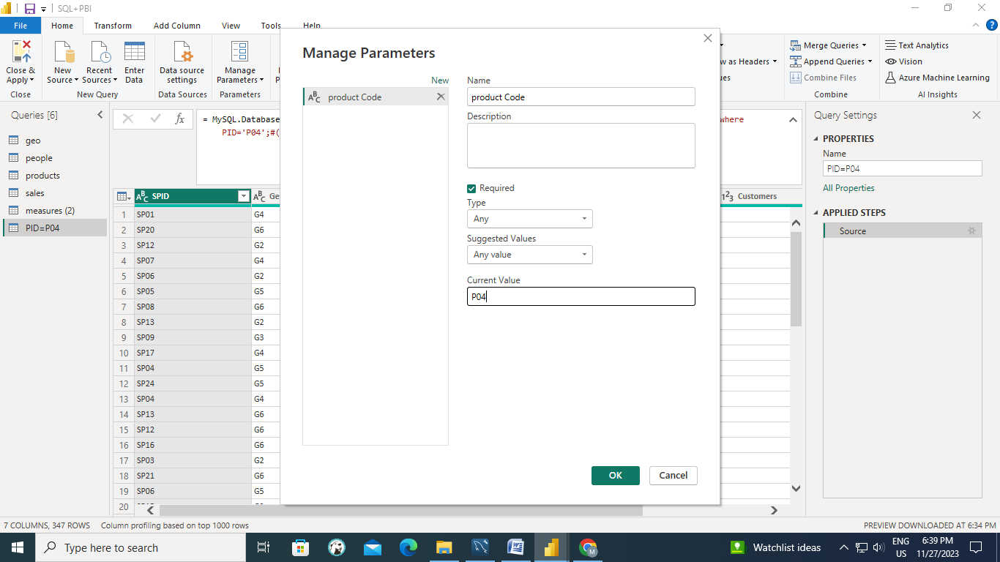 SQL+PBI
File Home Transform Add Column View Tools Help
Close & Apply
New Source
Recent Sources
Enter Data
Data source settings
Manage Parameters
Close
New Query
Data Sources
Parameters
as Headers
Merge Queries
Append Queries
Combine Files
Combine
Text Analytics
Vision
Azure Machine Learning
AI Insights
Queries [6]
geo
people
products
sales
measures (2)
PID=P04
fx
= MySQL.Database
where
PID='P04';#(
ABC SPID
ABC Ge
123 Customers
1 SP01 G4
2 SP20 G6
3 SP12 G2
4 SP07 G4
5 SP06 G2
6 SP05 G5
7 SP08 G6
8 SP13 G2
9 SP09 G3
10 SP17 G4
11 SP04 G5
12 SP24 G5
13 SP04 G4
14 SP13 G6
15 SP12 G6
16 SP16 G6
17 SP03 G2
18 SP21 G6
19 SP06 G5
20
Manage Parameters
New
ABC product Code
Name
product Code
Description
Required
Type
Any
Suggested Values
Any value
Current Value
P04
OK
Cancel
Query Settings
PROPERTIES
Name
PID=P04
All Properties
APPLIED STEPS
Source
7 COLUMNS, 347 ROWS Column profiling based on top 1000 rows
PREVIEW DOWNLOADED AT 6:34 PM
Type here to search
Watchlist ideas
ENG
US
6:39 PM
11/27/2023